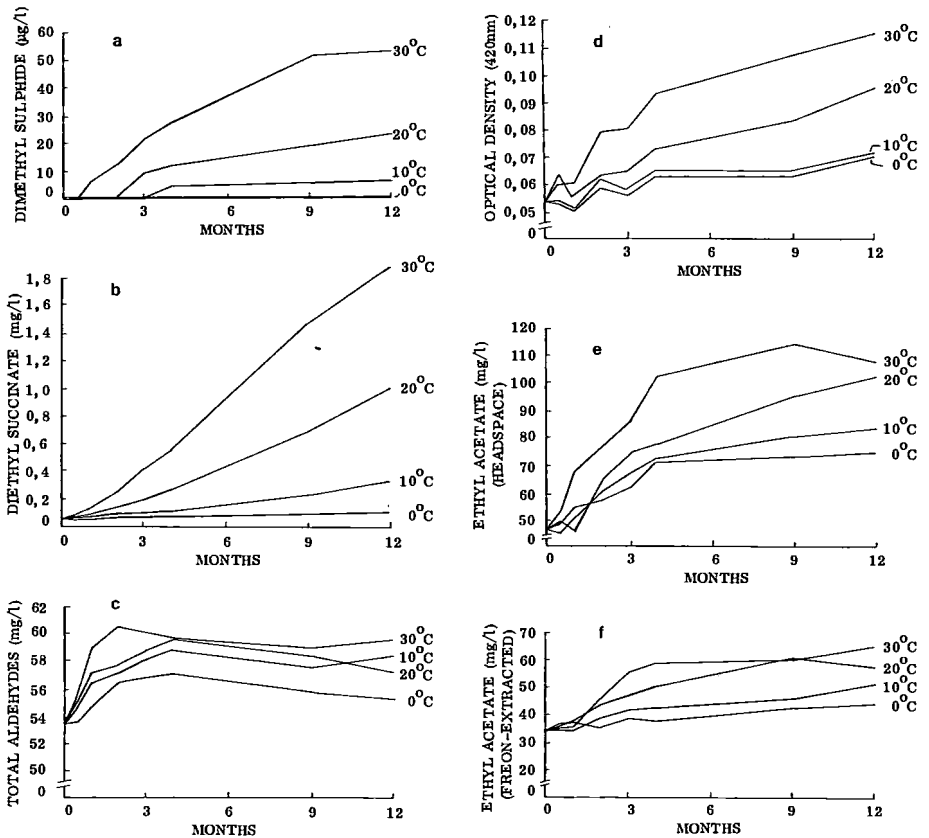 a
DIMETHYL SULPHIDE (µg/l)
60
50
40
30
20
10
0
30°C
20°C
10°C
0°C
0 3 6 9 12
MONTHS
b
DIETHYL SUCCINATE (mg/l)
1,8
1,6
1,4
1,2
1,0
0,8
0,6
0,4
0,2
0
30°C
20°C
10°C
0°C
0 3 6 9 12
MONTHS
c
TOTAL ALDEHYDES (mg/l)
62
60
58
56
54
52
50
0
30°C
10°C
20°C
0°C
0 3 6 9 12
MONTHS
d
OPTICAL DENSITY (420nm)
0,12
0,11
0,10
0,09
0,08
0,07
0,06
0,05
0
30°C
20°C
10°C
0°C
0 3 6 9 12
MONTHS
e
ETHYL ACETATE (mg/l)
(HEADSPACE)
120
110
100
90
80
70
60
50
0
30°C
20°C
10°C
0°C
0 3 6 9 12
MONTHS
f
ETHYL ACETATE (mg/l)
(FREON-EXTRACTED)
70
60
50
40
30
20
0
30°C
20°C
10°C
0°C
0 3 6 9 12
MONTHS